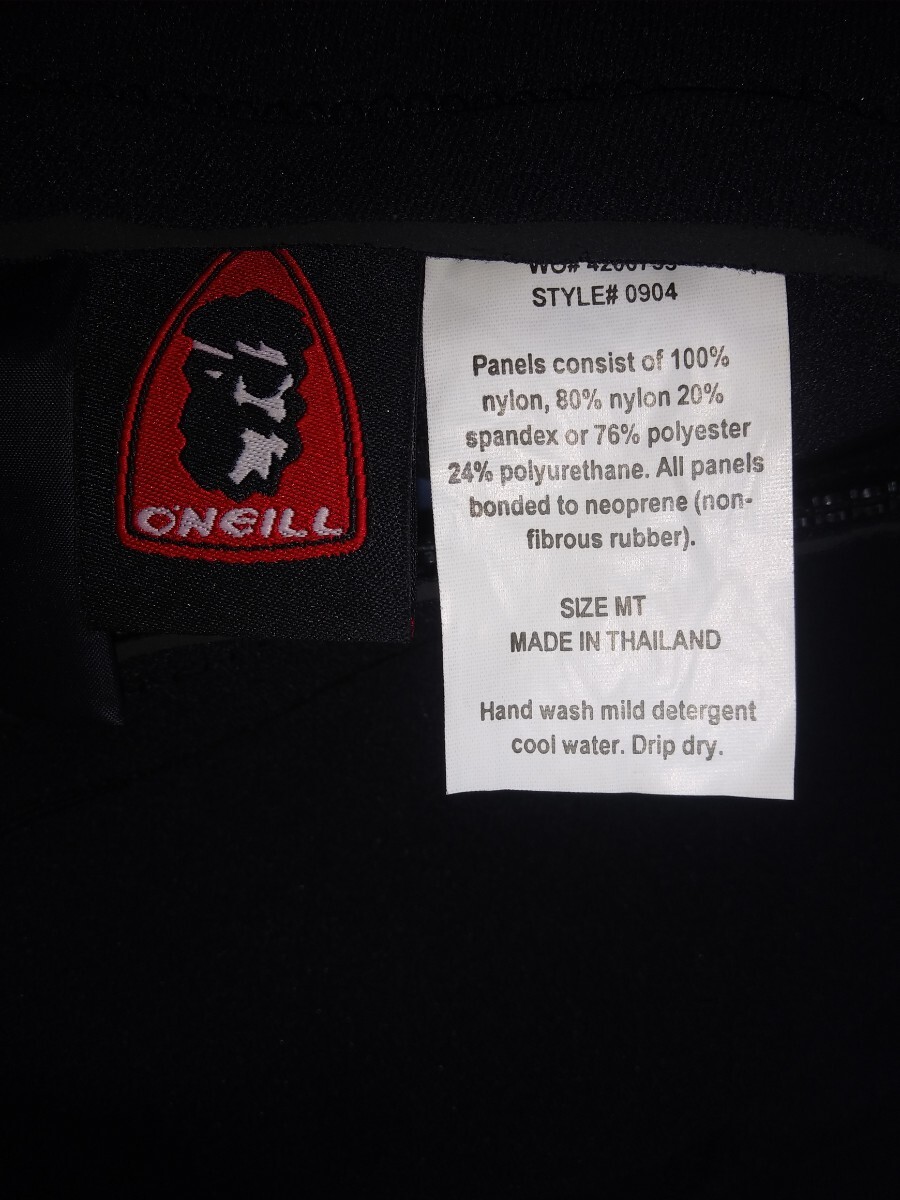 O'NEILL
STYLE# 0904
Panels consist of 100%
nylon, 80% nylon 20%
spandex or 76% polyester
24% polyurethane. All panels
bonded to neoprene (non-
fibrous rubber).
SIZE MT
MADE IN THAILAND
Hand wash mild detergent
cool water. Drip dry.